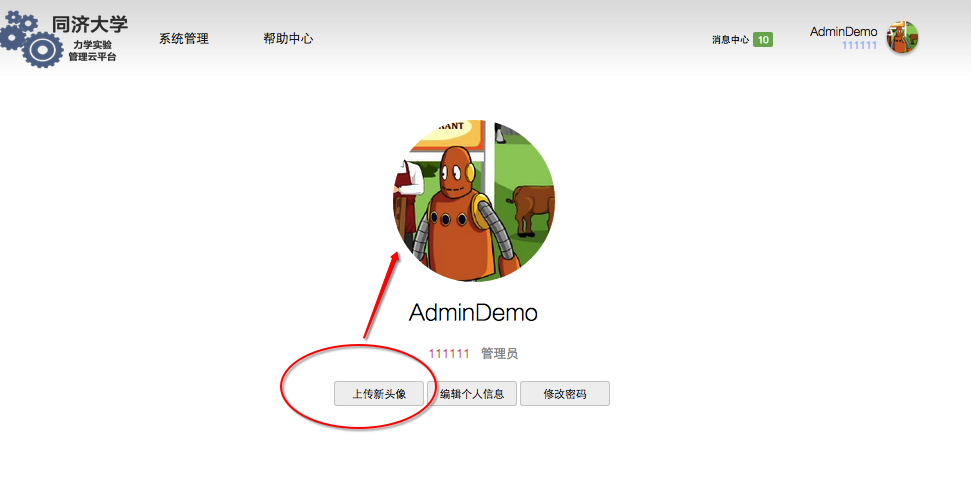 同济大学
力学实验
管理云平台
系统管理
帮助中心
消息中心 10
AdminDemo
111111
RANT
AdminDemo
111111 管理员
上传新头像
编辑个人信息
修改密码